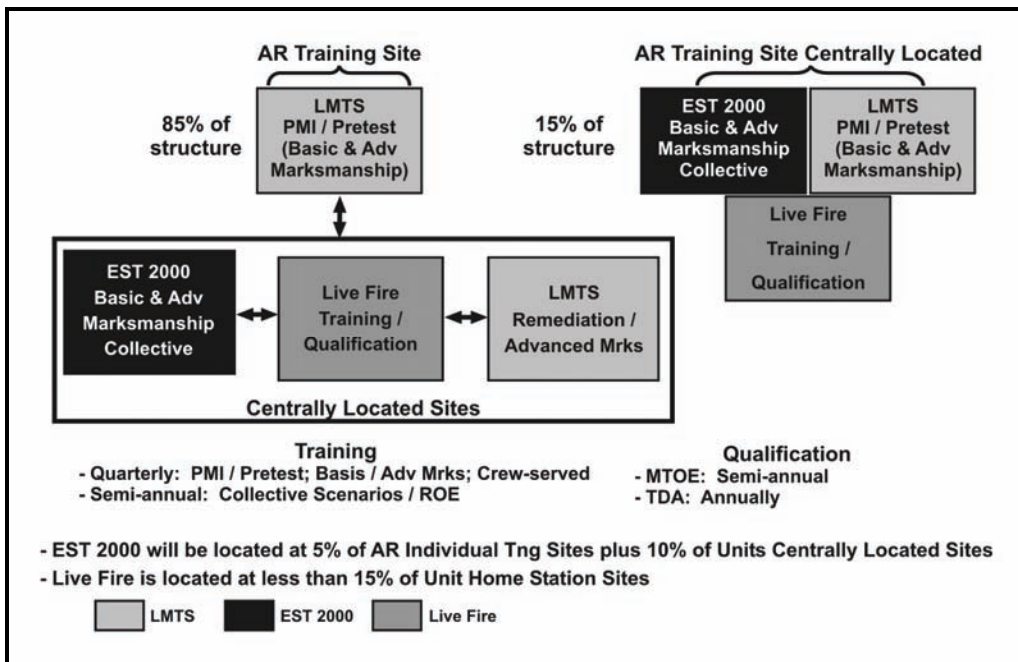 AR Training Site
85% of
structure
LMTS
PMI / Pretest
(Basic & Adv
Marksmanship)
AR Training Site Centrally Located
15% of
structure
EST 2000
Basic & Adv
Marksmanship
Collective
LMTS
PMI / Pretest
(Basic & Adv
Marksmanship)
Live Fire
Training /
Qualification
EST 2000
Basic & Adv
Marksmanship
Collective
Live Fire
Training /
Qualification
LMTS
Remediation /
Advanced Mrks
Centrally Located Sites
Training
- Quarterly: PMI / Pretest; Basis / Adv Mrks; Crew-served
- Semi-annual: Collective Scenarios / ROE
Qualification
- MTOE: Semi-annual
- TDA: Annually
- EST 2000 will be located at 5% of AR Individual Tng Sites plus 10% of Units Centrally Located Sites
- Live Fire is located at less than 15% of Unit Home Station Sites
LMTS
EST 2000
Live Fire